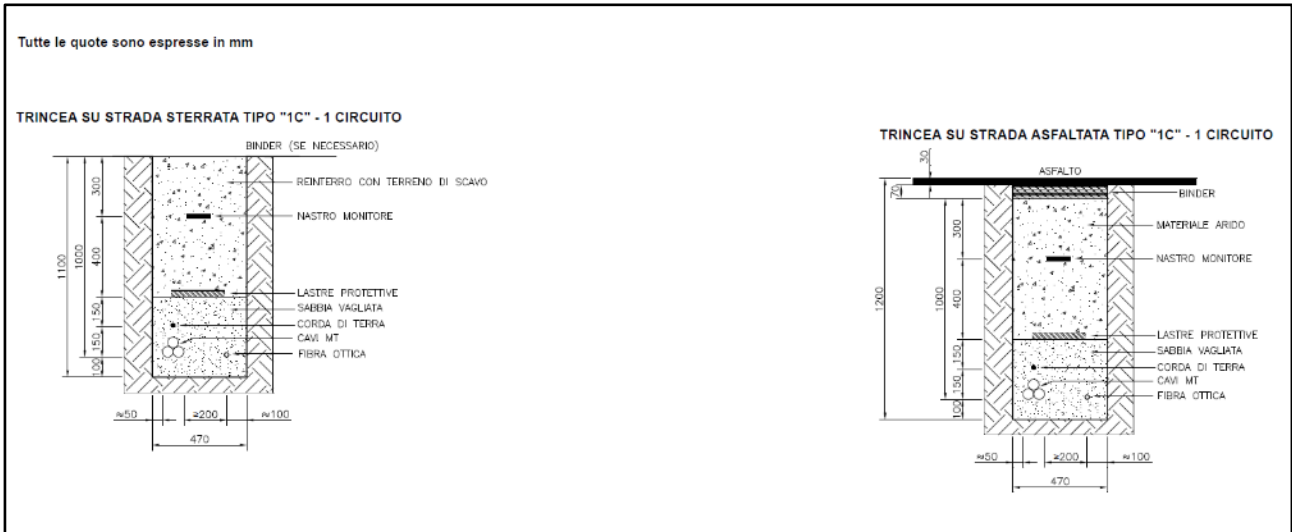 Tutte le quote sono espresse in mm
TRINCEA SU STRADA STERRATA TIPO "1C" - 1 CIRCUITO
BINDER (SE NECESSARIO)
REINTERRO CON TERRENO DI SCAVO
NASTRO MONITORE
LASTRE PROTETTIVE
SABBIA VAGLIATA
CORDA DI TERRA
CAVI MT
FIBRA OTTICA
1100
1000
300
400
150
150
100
≈50
≥200
≈100
470
TRINCEA SU STRADA ASFALTATA TIPO "1C" - 1 CIRCUITO
30
ASFALTO
70
BINDER
MATERIALE ARIDO
NASTRO MONITORE
LASTRE PROTETTIVE
SABBIA VAGLIATA
CORDA DI TERRA
CAVI MT
FIBRA OTTICA
1200
1000
300
400
150
150
100
≈50
≥200
≈100
470